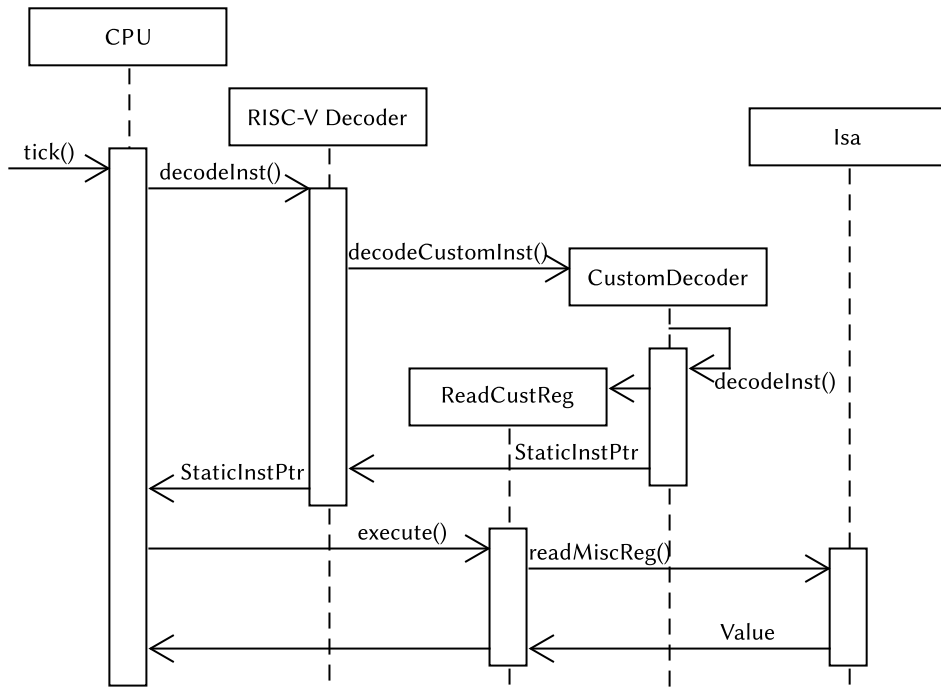 CPU
RISC-V Decoder
Isa
tick()
decodeInst()
decodeCustomInst()
CustomDecoder
decodeInst()
ReadCustReg
StaticInstPtr
StaticInstPtr
execute()
readMiscReg()
Value